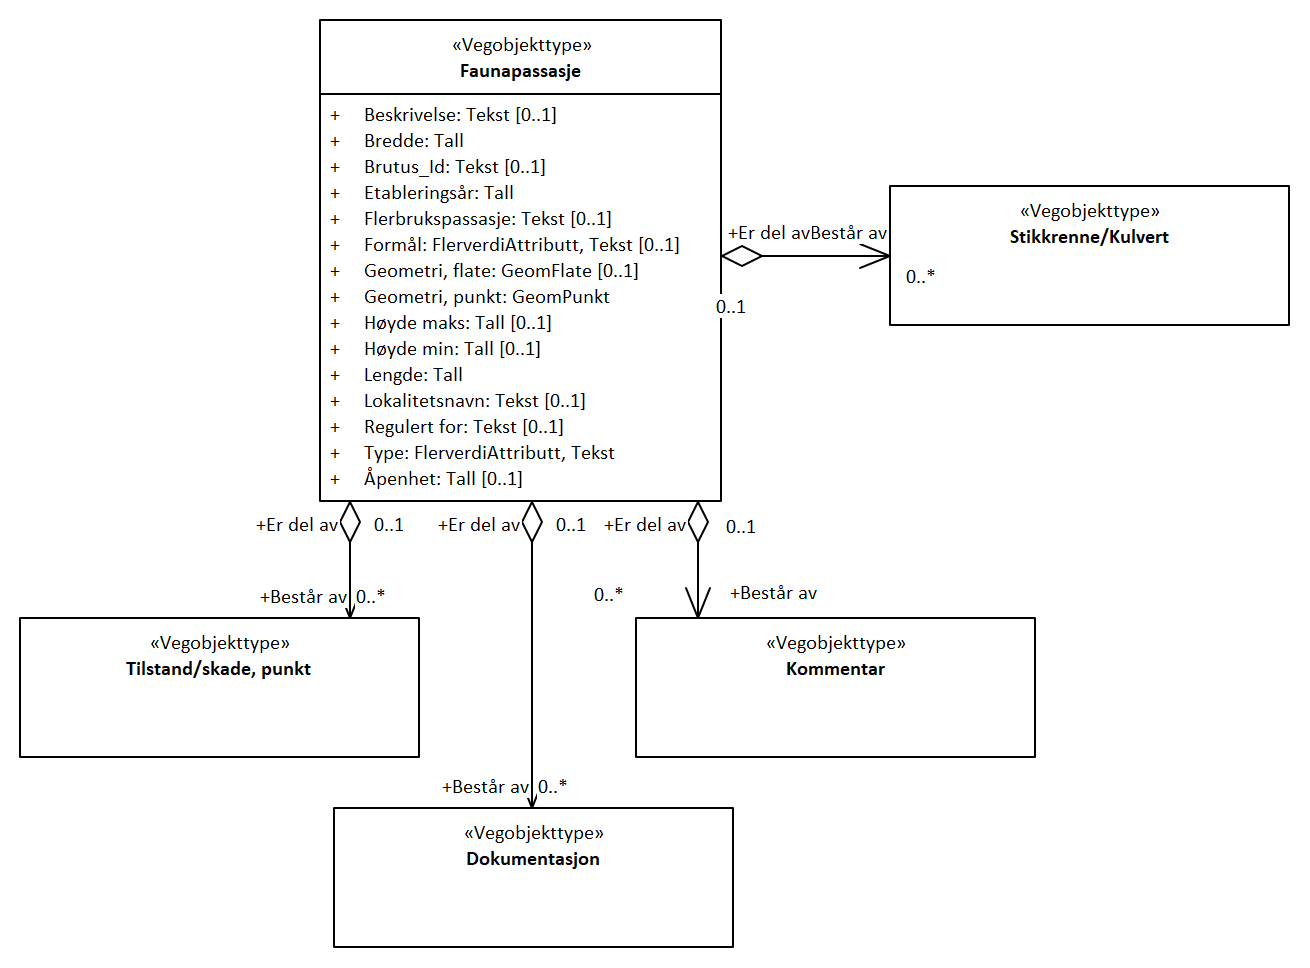 «Vegobjekttype»
Faunapassasje
+ Beskrivelse: Tekst [0..1]
+ Bredde: Tall
+ Brutus_Id: Tekst [0..1]
+ Etableringsår: Tall
+ Flerbrukspassasje: Tekst [0..1]
+ Formål: FlerverdiAttributt, Tekst [0..1]
+ Geometri, flate: GeomFlate [0..1]
+ Geometri, punkt: GeomPunkt
+ Høyde maks: Tall [0..1]
+ Høyde min: Tall [0..1]
+ Lengde: Tall
+ Lokalitetsnavn: Tekst [0..1]
+ Regulert for: Tekst [0..1]
+ Type: FlerverdiAttributt, Tekst
+ Åpenhet: Tall [0..1]
+Er del avBestår av
0..1
0..*
«Vegobjekttype»
Stikkrenne/Kulvert
+Er del av 0..1
+Er del av 0..1
+Er del av 0..1
+Består av 0..*
0..* +Består av
«Vegobjekttype»
Tilstand/skade, punkt
«Vegobjekttype»
Kommentar
+Består av 0..*
«Vegobjekttype»
Dokumentasjon